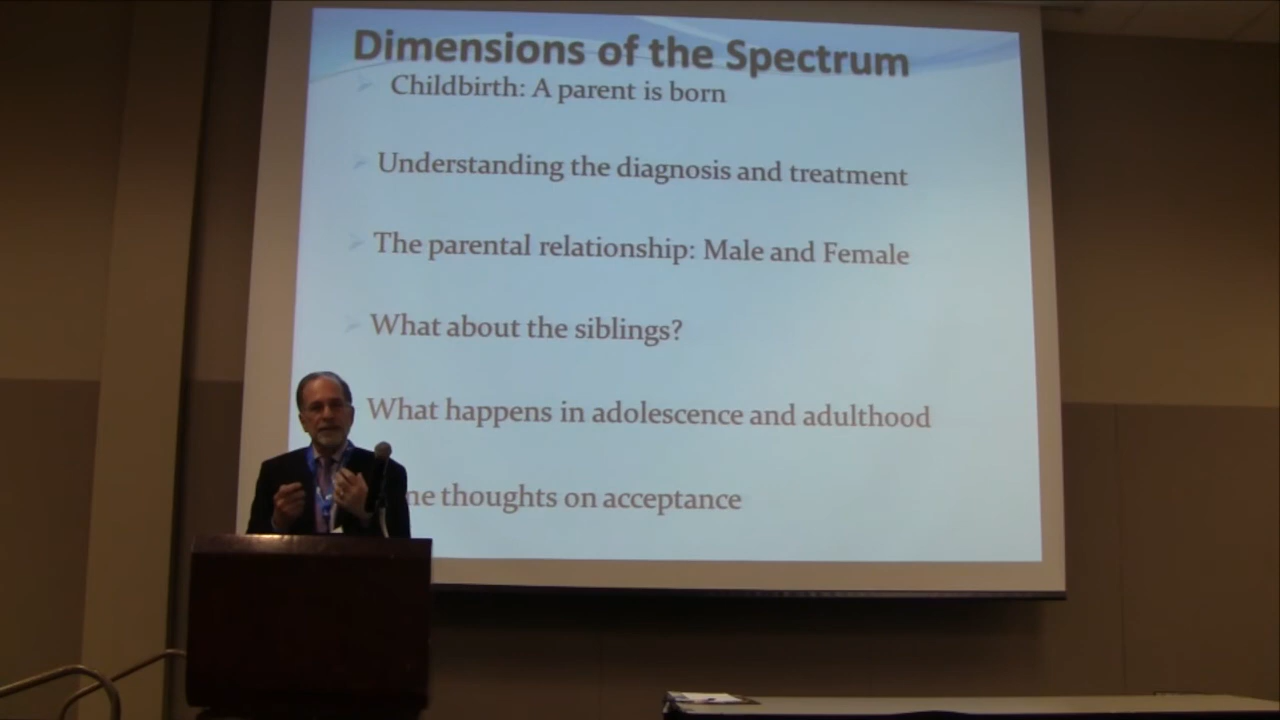 Dimensions of the Spectrum
Childbirth: A parent is born
Understanding the diagnosis and treatment
The parental relationship: Male and Female
What about the siblings?
What happens in adolescence and adulthood
thoughts on acceptance